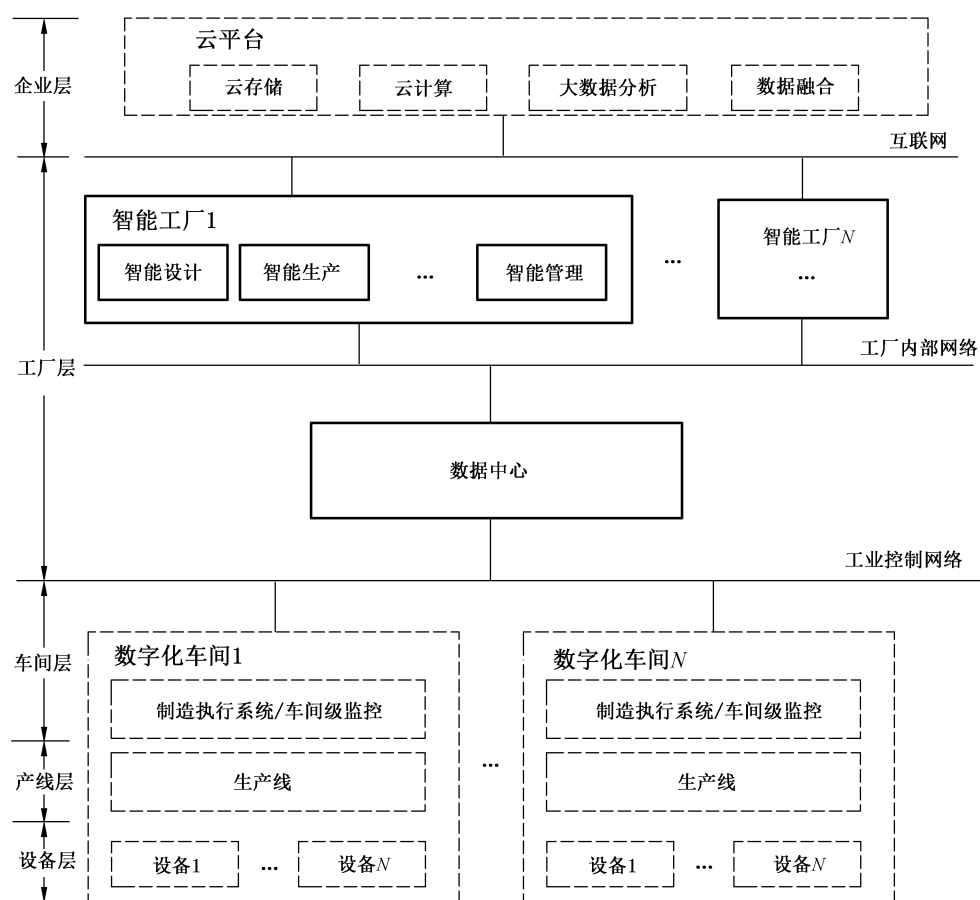 云平台
企业层
云存储 云计算 大数据分析 数据融合
互联网
智能工厂1
智能设计 智能生产 … 智能管理
…
智能工厂N
…
工厂内部网络
工厂层
数据中心
工业控制网络
车间层
数字化车间1
制造执行系统/车间级监控
数字化车间N
制造执行系统/车间级监控
…
产线层
生产线
生产线
设备层
设备1 … 设备N
设备1 … 设备N